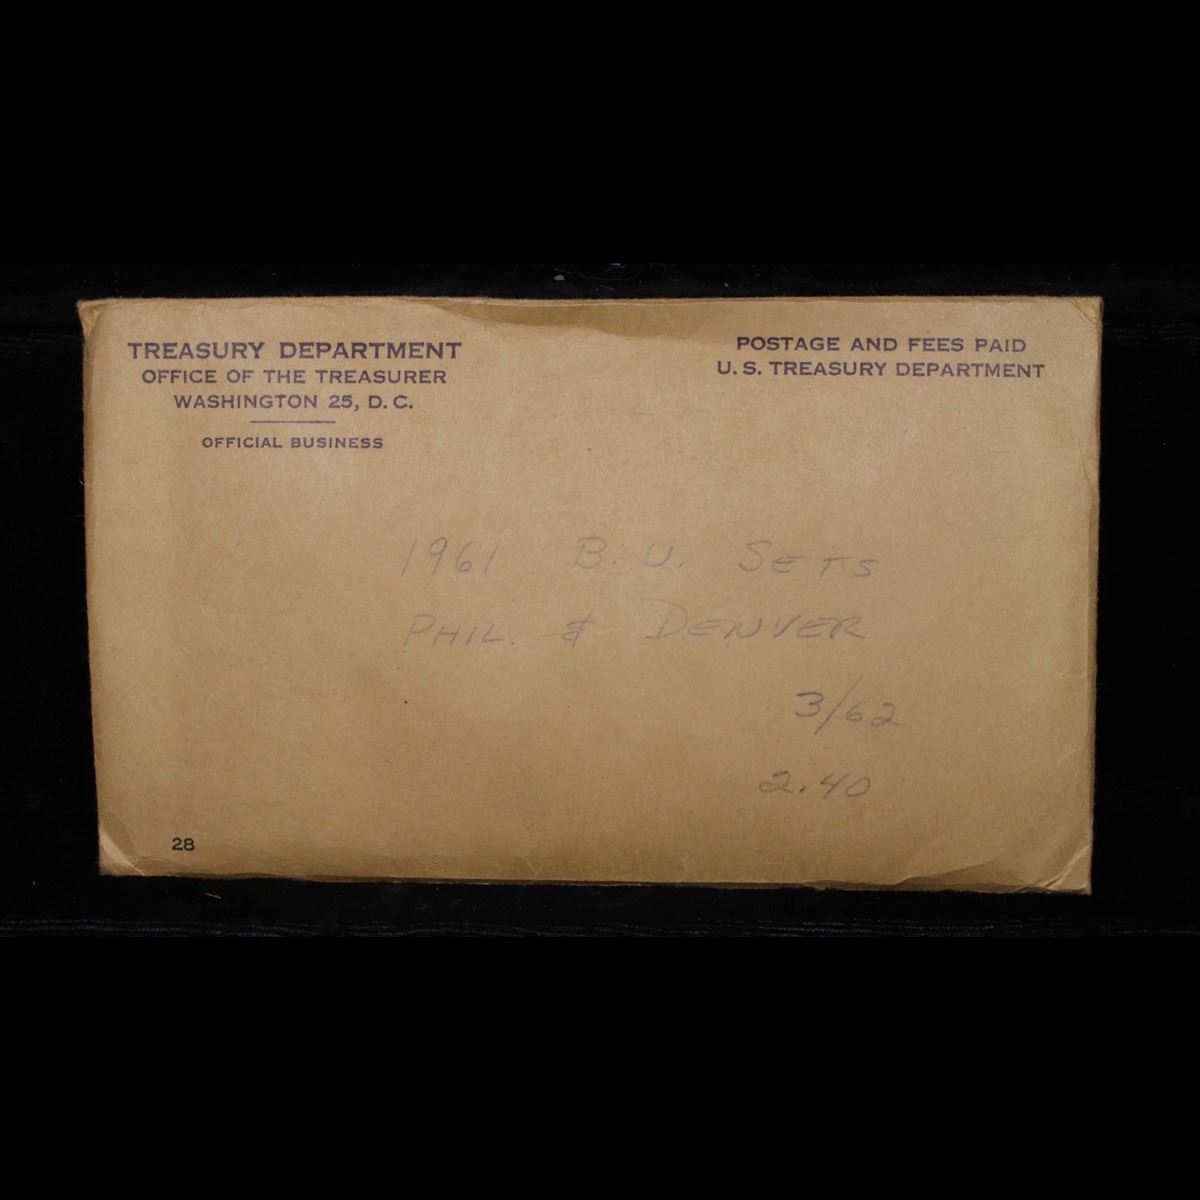 TREASURY DEPARTMENT
OFFICE OF THE TREASURER
WASHINGTON 25, D. C.
OFFICIAL BUSINESS
POSTAGE AND FEES PAID
U. S. TREASURY DEPARTMENT
1961 B. U. SETS
PHIL. & DENVER
3/62
2.40
28